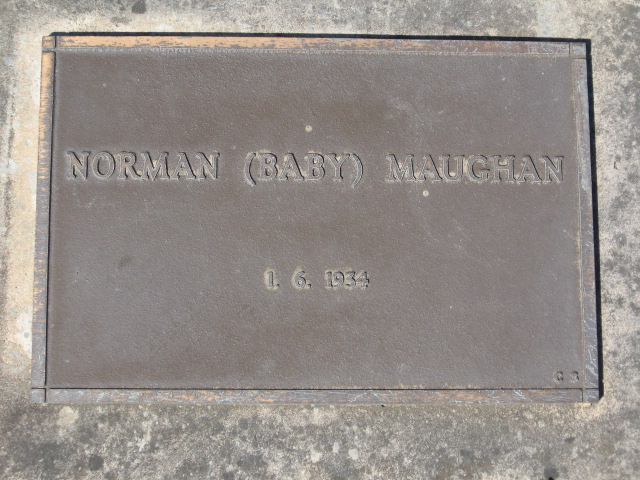 NORMAN (BABY) MAUGHAN
1. 6. 1934